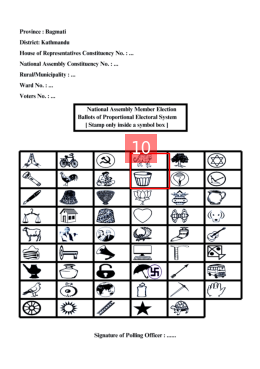 Province : Bagmati
District: Kathmandu
House of Representatives Constituency No. : ...
National Assembly Constituency No. : ...
Rural/Municipality : ...
Ward No. : ...
Voters No. : ...
National Assembly Member Election
Ballots of Proportional Electoral System
[ Stamp only inside a symbol box ]
10
Signature of Polling Officer : ......